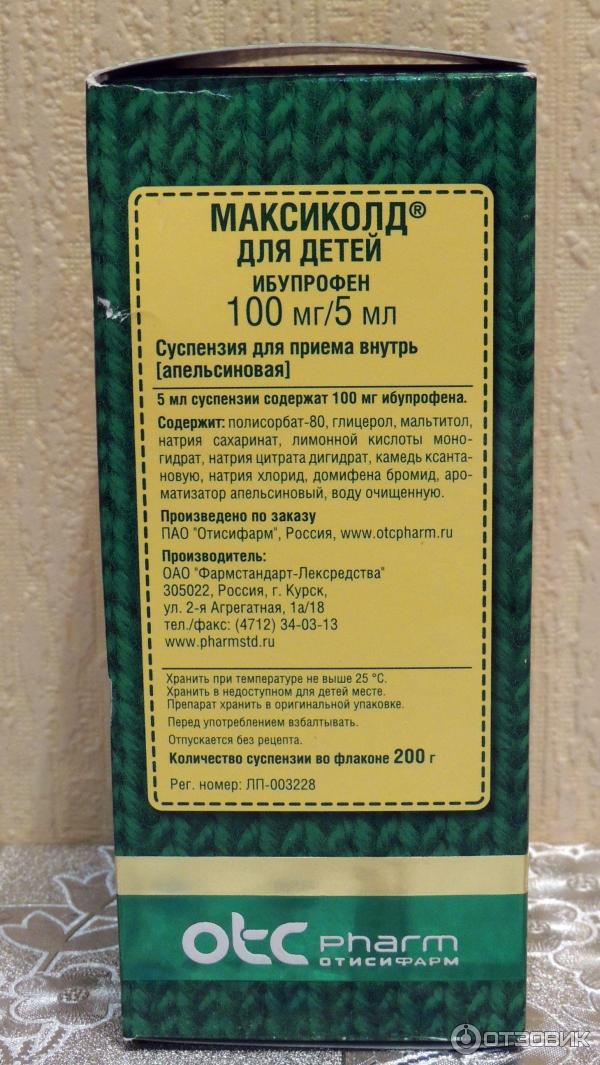 МАКСИКОЛД®
ДЛЯ ДЕТЕЙ
ИБУПРОФЕН
100 мг/5 мл
Суспензия для приема внутрь
[апельсиновая]
5 мл суспензии содержат 100 мг ибупрофена.
Содержит: полисорбат-80, глицерол, мальтитол,
натрия сахаринат, лимонной кислоты моно-
гидрат, натрия цитрата дигидрат, камедь ксанта-
новую, натрия хлорид, домифена бромид, аро-
матизатор апельсиновый, воду очищенную.
Произведено по заказу
ПАО "Отисифарм", Россия, www.otcpharm.ru
Производитель:
ОАО "Фармстандарт-Лексредства"
305022, Россия, г. Курск,
ул. 2-я Агрегатная, 1а/18
тел./факс: (4712) 34-03-13
www.pharmstd.ru
Хранить при температуре не выше 25 °С.
Хранить в недоступном для детей месте.
Препарат хранить в оригинальной упаковке.
Перед употреблением взбалтывать.
Отпускается без рецепта.
Количество суспензии во флаконе 200 г
Рег. номер: ЛП-003228
otc pharm
ОТИСИФАРМ
ОТЗОВИК